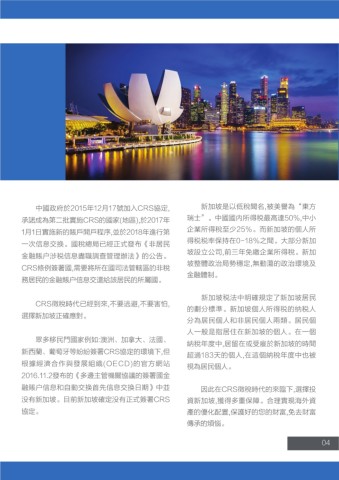 中國政府於2015年12月17號加入CRS協定,
承諾成為第二批實施CRS的國家(地區),於2017年
1月1日實施新的賬戶開戶程序,並於2018年進行第
一次信息交換。國稅總局已經正式發布《非居民
金融賬戶涉稅信息盡職調查管理辦法》的公告。
CRS條例簽署國,需要將所在國司法管轄區的非稅
務居民的金融賬戶信息交還給該居民的所屬國。
CRS徵稅時代已經到來,不要逃避,不要害怕,
選擇新加坡正確應對。
眾多移民門國家例如:澳洲、加拿大、法國、
新西蘭、葡萄牙等紛紛簽署CRS協定的環境下,但
根據經濟合作與發展組織(OECD)的官方網站
2016.11.2發布的《多邊主管機關協議的簽署國金
融賬戶信息和自動交換首先信息交換日期》中並
沒有新加坡。目前新加坡確定沒有正式簽署CRS
協定。
新加坡是以低稅聞名,被美譽為“東方
瑞士”。中國國內所得稅最高達50%,中小
企業所得稅至少25%。而新加坡的個人所
得稅稅率保持在0-18%之間。大部分新加
坡設立公司,前三年免繳企業所得稅。新加
坡整體政治局勢穩定,無動蕩的政治環境及
金融體制。
新加坡稅法中明確規定了新加坡居民
的劃分標準。新加坡個人所得稅的納稅人
分為居民個人和非居民個人兩類。居民個
人一般是指居住在新加坡的個人。在一個
納稅年度中,居留在或受雇於新加坡的時間
超過183天的個人,在這個納稅年度中也被
視為居民個人。
因此在CRS徵稅時代的來臨下,選擇投
資新加坡,獲得多重保障。合理實現海外資
產的優化配置,保護好的您的財富,免去財富
傳承的煩惱。
04